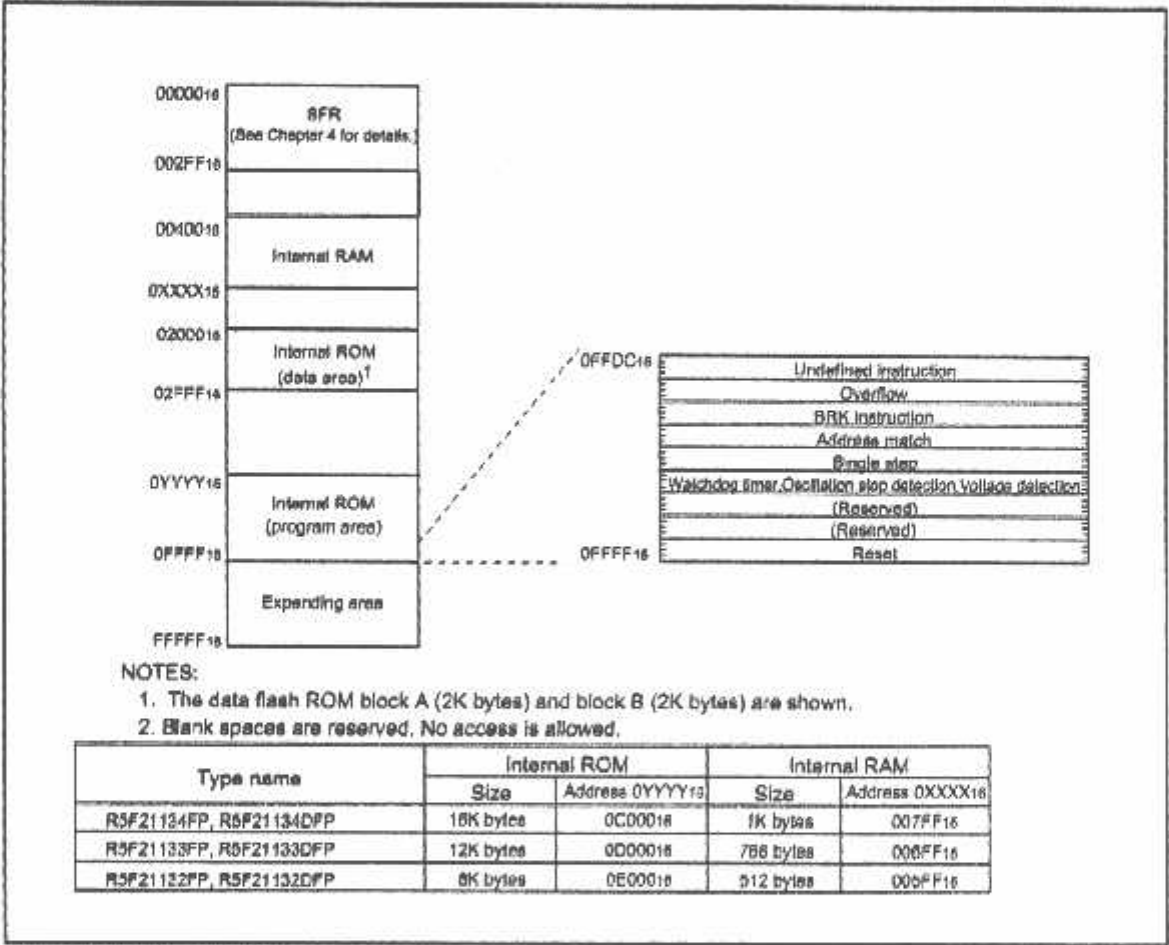 0000016
SFR
(See Chapter 4 for details.)
002FF16
0040016
Internal RAM
0XXXX16
0200016
Internal ROM
(data area)1
02FFF16
0YYYY16
Internal ROM
(program area)
0FFFF16
Expanding area
FFFFF16
0FFDC16
Undefined instruction
Overflow
BRK instruction
Address match
Single step
Watchdog timer,Oscillation stop detection,Voltage detection
(Reserved)
(Reserved)
Reset
0FFFF16
NOTES:
1. The data flash ROM block A (2K bytes) and block B (2K bytes) are shown.
2. Blank spaces are reserved. No access is allowed.
Type name Internal ROM Internal RAM
Size Address 0YYYY16 Size Address 0XXXX16
R5F21134FP, R5F21134DFP 16K bytes 0C00016 1K bytes 007FF16
R5F21133FP, R5F21133DFP 12K bytes 0D00016 768 bytes 006FF16
R5F21132FP, R5F21132DFP 8K bytes 0E00016 512 bytes 005FF16